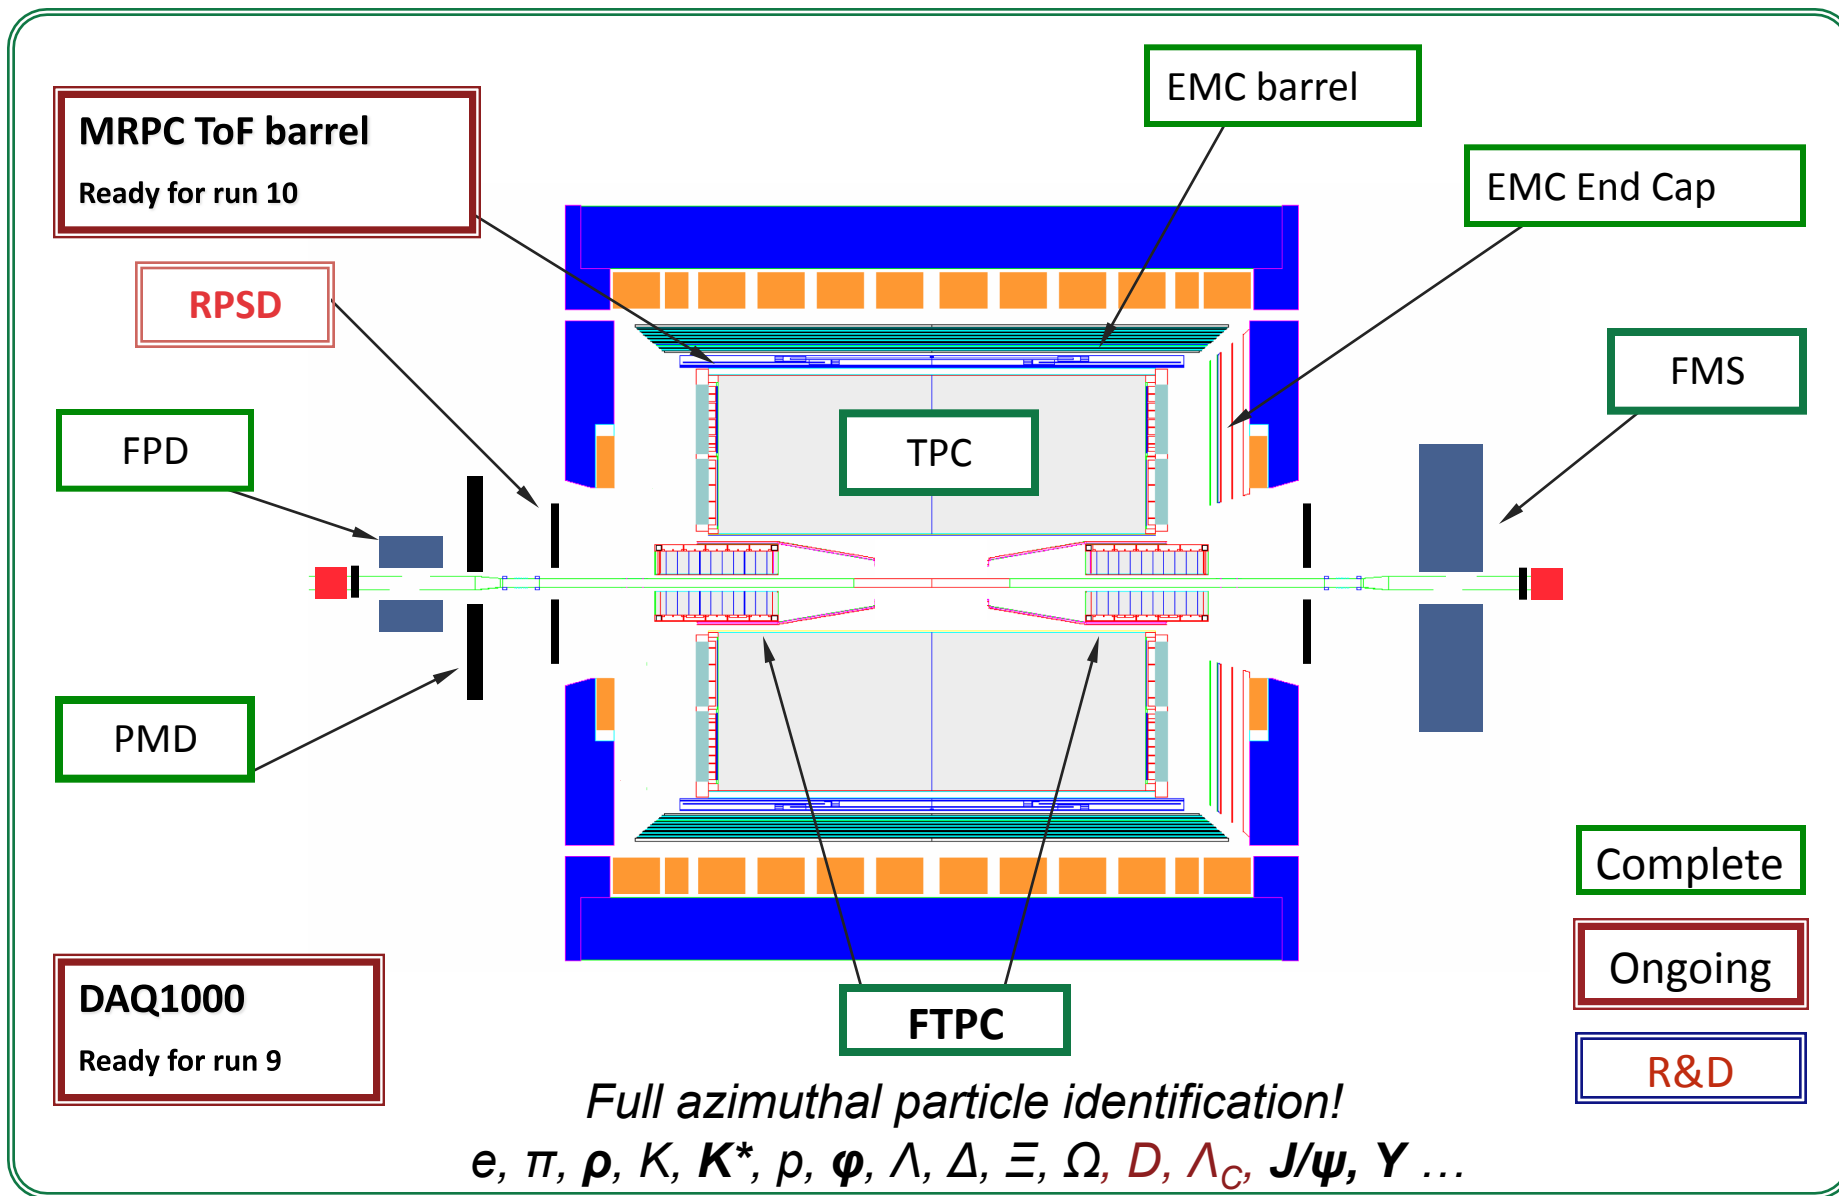 EMC barrel
MRPC ToF barrel
Ready for run 10
EMC End Cap
RPSD
FMS
FPD
TPC
PMD
Complete
Ongoing
DAQ1000
Ready for run 9
FTPC
R&D
Full azimuthal particle identification!
e, π, ρ, K, K*, p, φ, Λ, Δ, Ξ, Ω, D, ΛC, J/ψ, Υ …